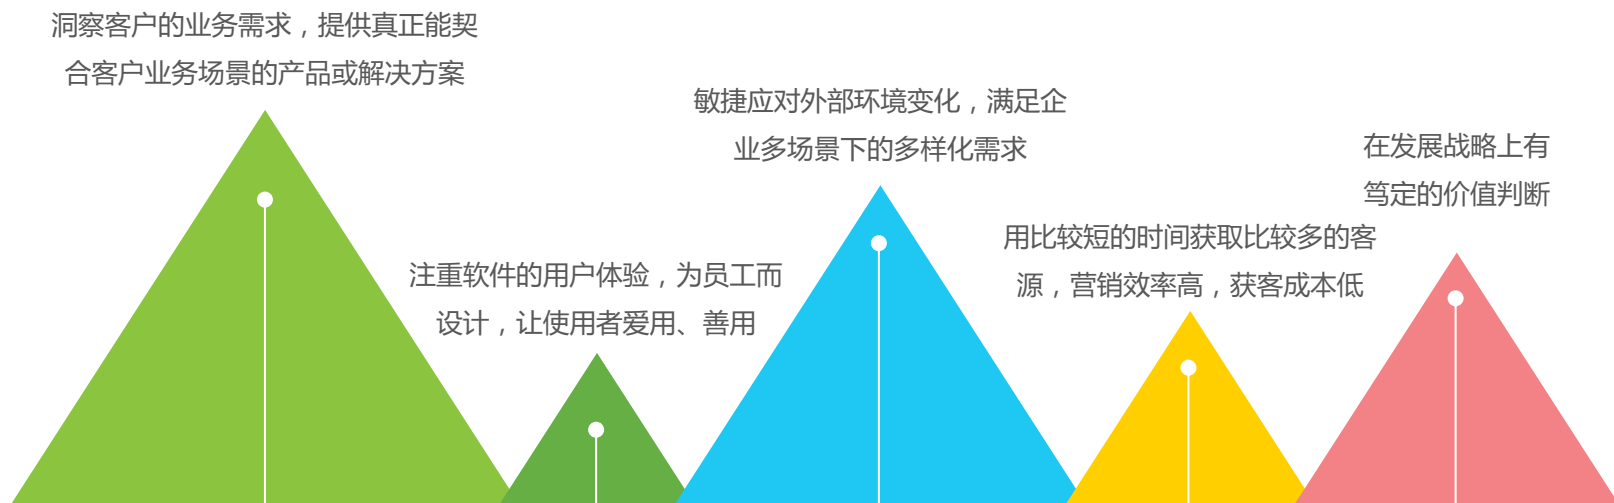 洞察客户的业务需求，提供真正能契
合客户业务场景的产品或解决方案
注重软件的用户体验，为员工而
设计，让使用者爱用、善用
敏捷应对外部环境变化，满足企
业多场景下的多样化需求
用比较短的时间获取比较多的客
源，营销效率高，获客成本低
在发展战略上有
笃定的价值判断